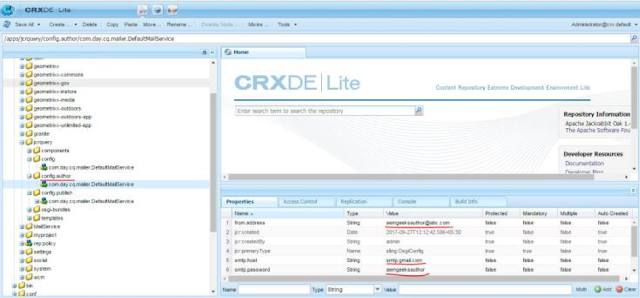 CRXDE | Lite
Save All Create Delete Copy Paste Move... Rename... Overlay Node... Mixins Tools
Administrator@crx.default
/apps/jcrquery/config.author/com.day.cq.mailer.DefaultMailService
geometrixx
geometrixx-commons
geometrixx-gov
geometrixx-instore
geometrixx-media
geometrixx-outdoors
geometrixx-outdoors-app
geometrixx-unlimited-app
granite
jcrquery
components
config
com.day.cq.mailer.DefaultMailService
config.author
com.day.cq.mailer.DefaultMailService
config.publish
com.day.cq.mailer.DefaultMailService
osgi-bundles
templates
MailService
myproject
rep:policy
settings
social
system
wcm
bin
conf
Home
CRXDE | Lite
Content Repository Extreme Development Environment Lite
Enter search term to search the repository
Repository Information
Apache Jackrabbit Oak 1.
The Apache Software Fou
Developer Resources
Documentation
Developer Blog
Properties Access Control Replication Console Build Info
Name Type Value Protected Mandatory Multiple Auto Created
1 from.address String aemgeeksauthor@abc.com false false false false
2 jcr:created Date 2017-09-27T12:12:42.596+05:30 true false false true
3 jcr:createdBy String admin true false false true
4 jcr:primaryType Name sling:OsgiConfig true true false true
5 smtp.host String smtp.gmail.com false false false false
6 smtp.password String aemgeeksauthor false false false false
Name Type String Value Multi Add Clear